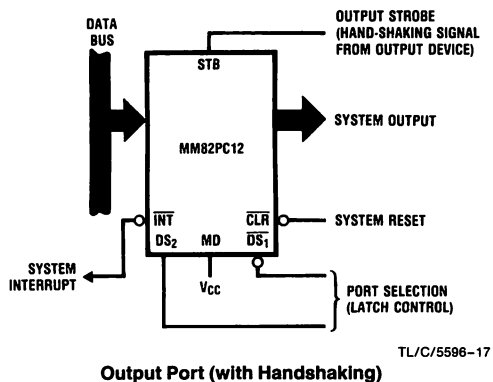 DATA
BUS
OUTPUT STROBE
(HAND-SHAKING SIGNAL
FROM OUTPUT DEVICE)
STB
SYSTEM OUTPUT
MM82PC12
INT
CLR
SYSTEM RESET
DS2
MD
DS1
SYSTEM
INTERRUPT
VCC
PORT SELECTION
(LATCH CONTROL)
TL/C/5596-17
Output Port (with Handshaking)